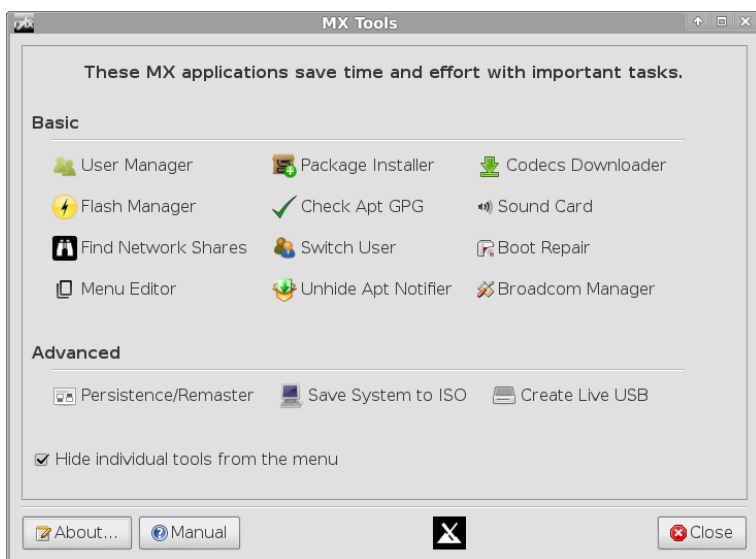 MX Tools
These MX applications save time and effort with important tasks.
Basic
User Manager
Package Installer
Codecs Downloader
Flash Manager
Check Apt GPG
Sound Card
Find Network Shares
Switch User
Boot Repair
Menu Editor
Unhide Apt Notifier
Broadcom Manager
Advanced
Persistence/Remaster
Save System to ISO
Create Live USB
Hide individual tools from the menu
About...
Manual
Close